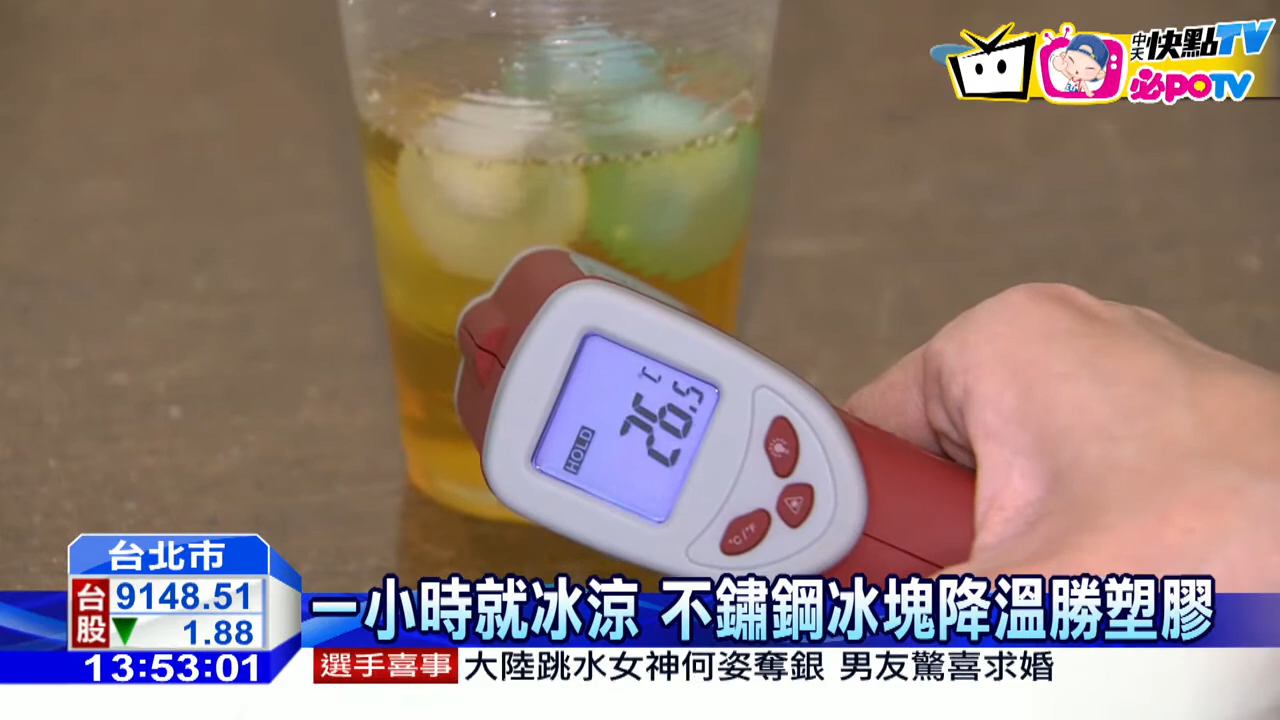 中天快點TV
必POTV
℃
20.5
HOLD
°C/°F
台北市
台股
9148.51
▼ 1.88
13:53:01
一小時就冰涼 不鏽鋼冰塊降溫勝塑膠
選手喜事 大陸跳水女神何姿奪銀 男友驚喜求婚